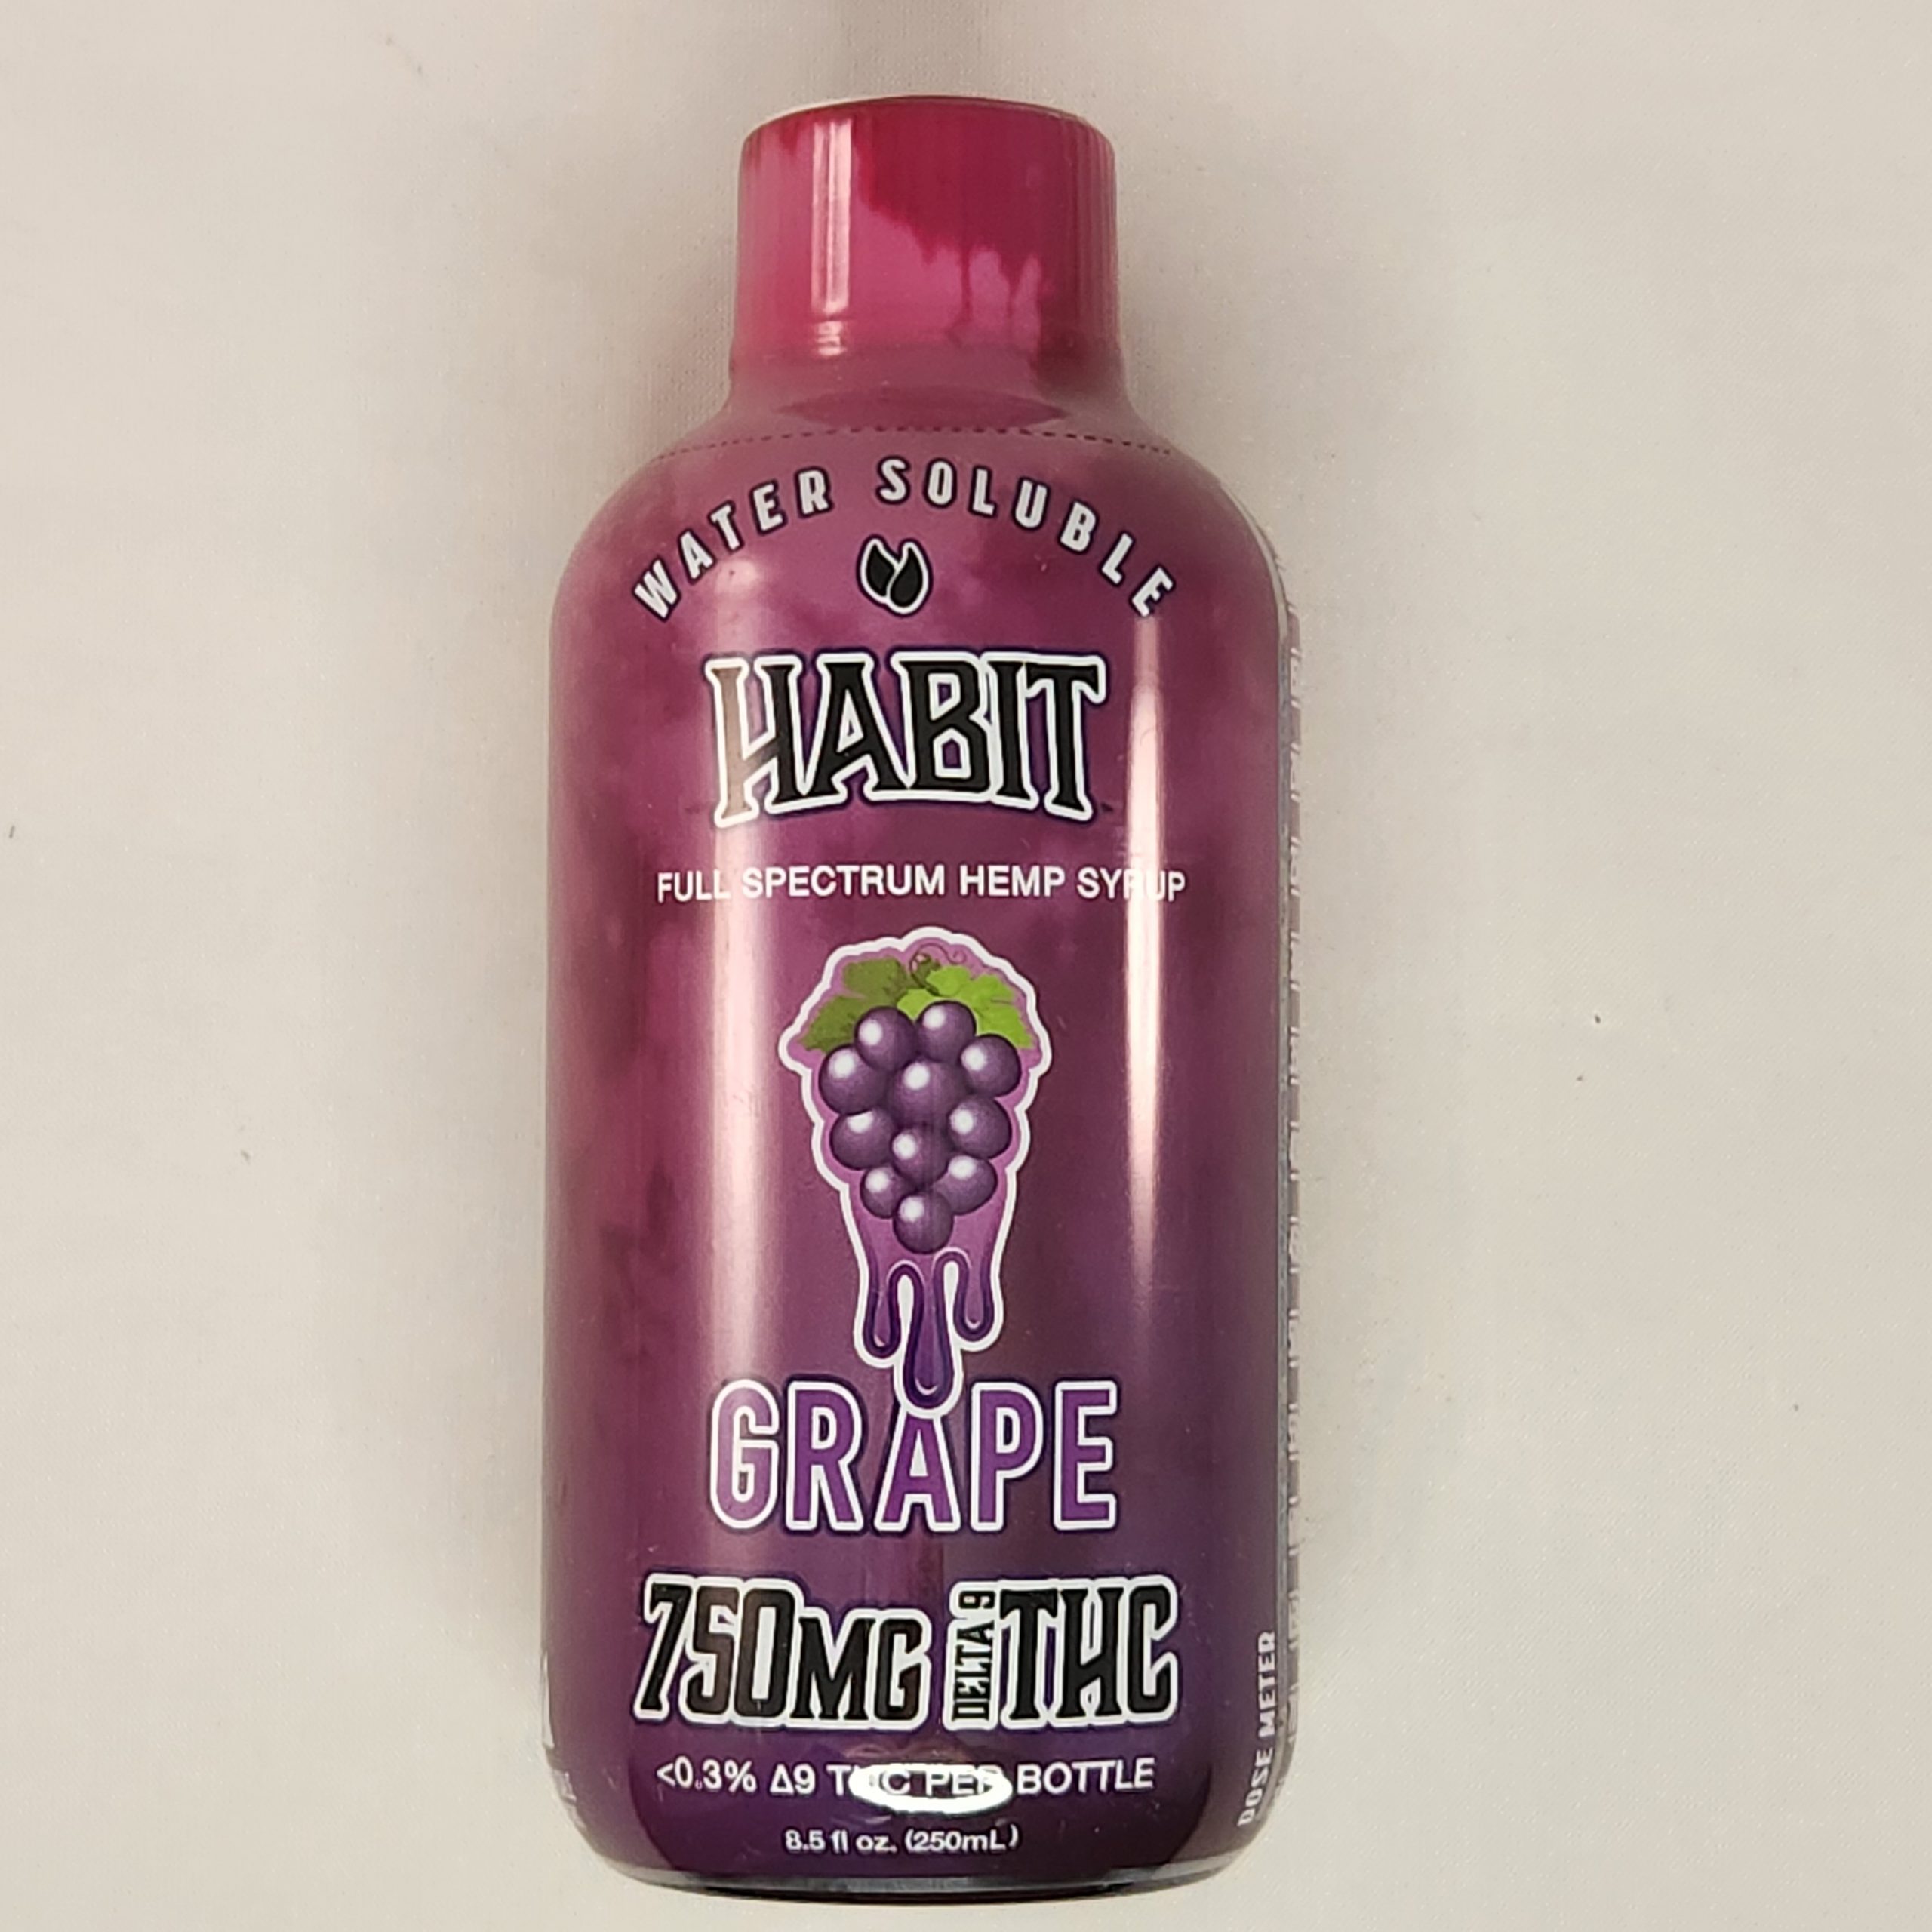 WATER SOLUBLE
HABIT
FULL SPECTRUM HEMP SYRUP
GRAPE
750MG DELTA 9 THC
<0.3% Δ9 THC PER BOTTLE
8.5 fl oz. (250mL)
DOSE METER